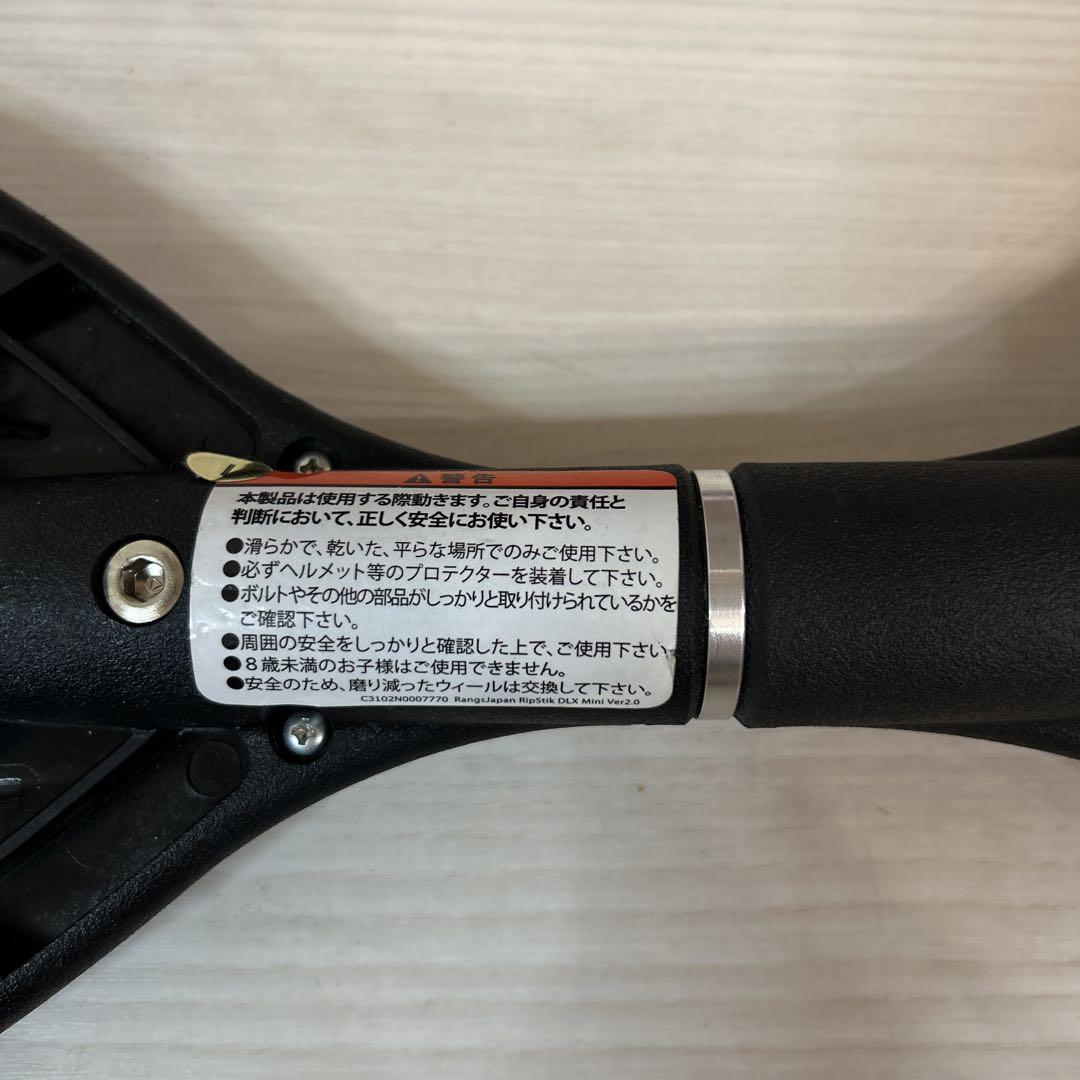 警告
本製品は使用する際動きます。ご自身の責任と
判断において、正しく安全にお使い下さい。
●滑らかで、乾いた、平らな場所でのみご使用下さい。
●必ずヘルメット等のプロテクターを装着して下さい。
●ボルトやその他の部品がしっかりと取り付けられているかを
ご確認下さい。
●周囲の安全をしっかりと確認した上で、ご使用下さい
●8歳未満のお子様はご使用できません。
●安全のため、磨り減ったウィールは交換して下さい。
C3102N0007770 RangsJapan RipStik DLX Mini Ver2.0